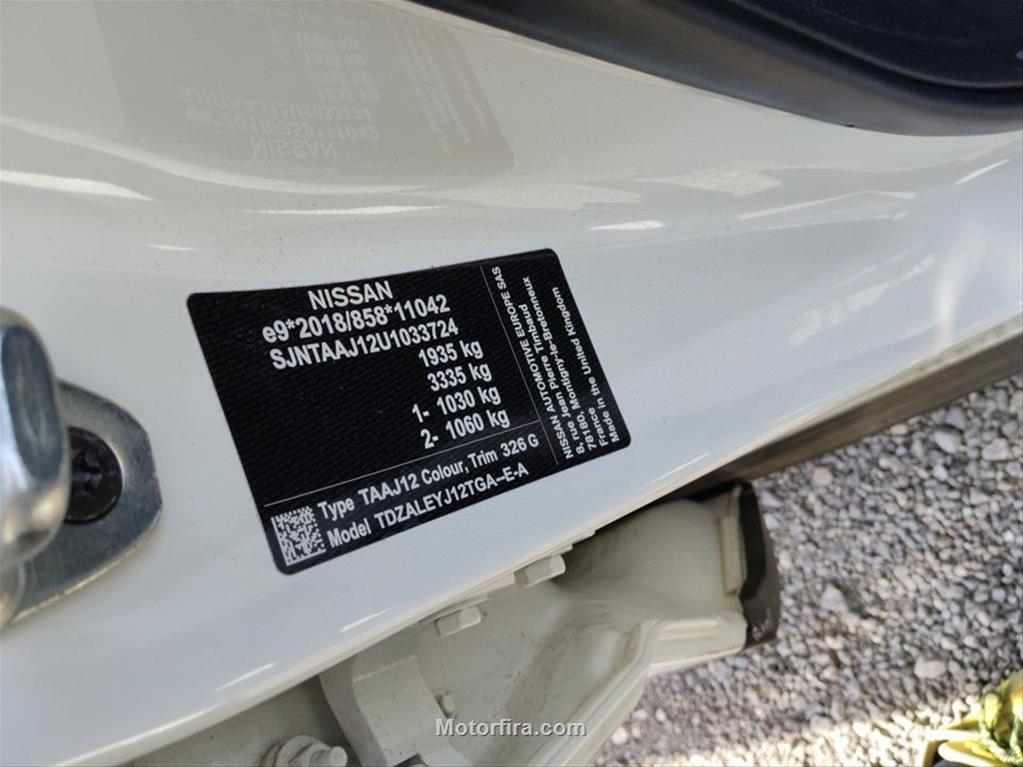 NISSAN
e9*2018/858*11042
SJNTAAJ12U1033724
1935 kg
3335 kg
1- 1030 kg
2- 1060 kg
Type TAAJ12 Colour, Trim 326 G
Model TDZALEYJ12TGA--E-A
NISSAN AUTOMOTIVE EUROPE SAS
8, rue Jean Pierre Timbaud
78180, Montigny-le-Bretonneux
France
Made in the United Kingdom
Motorfira.com